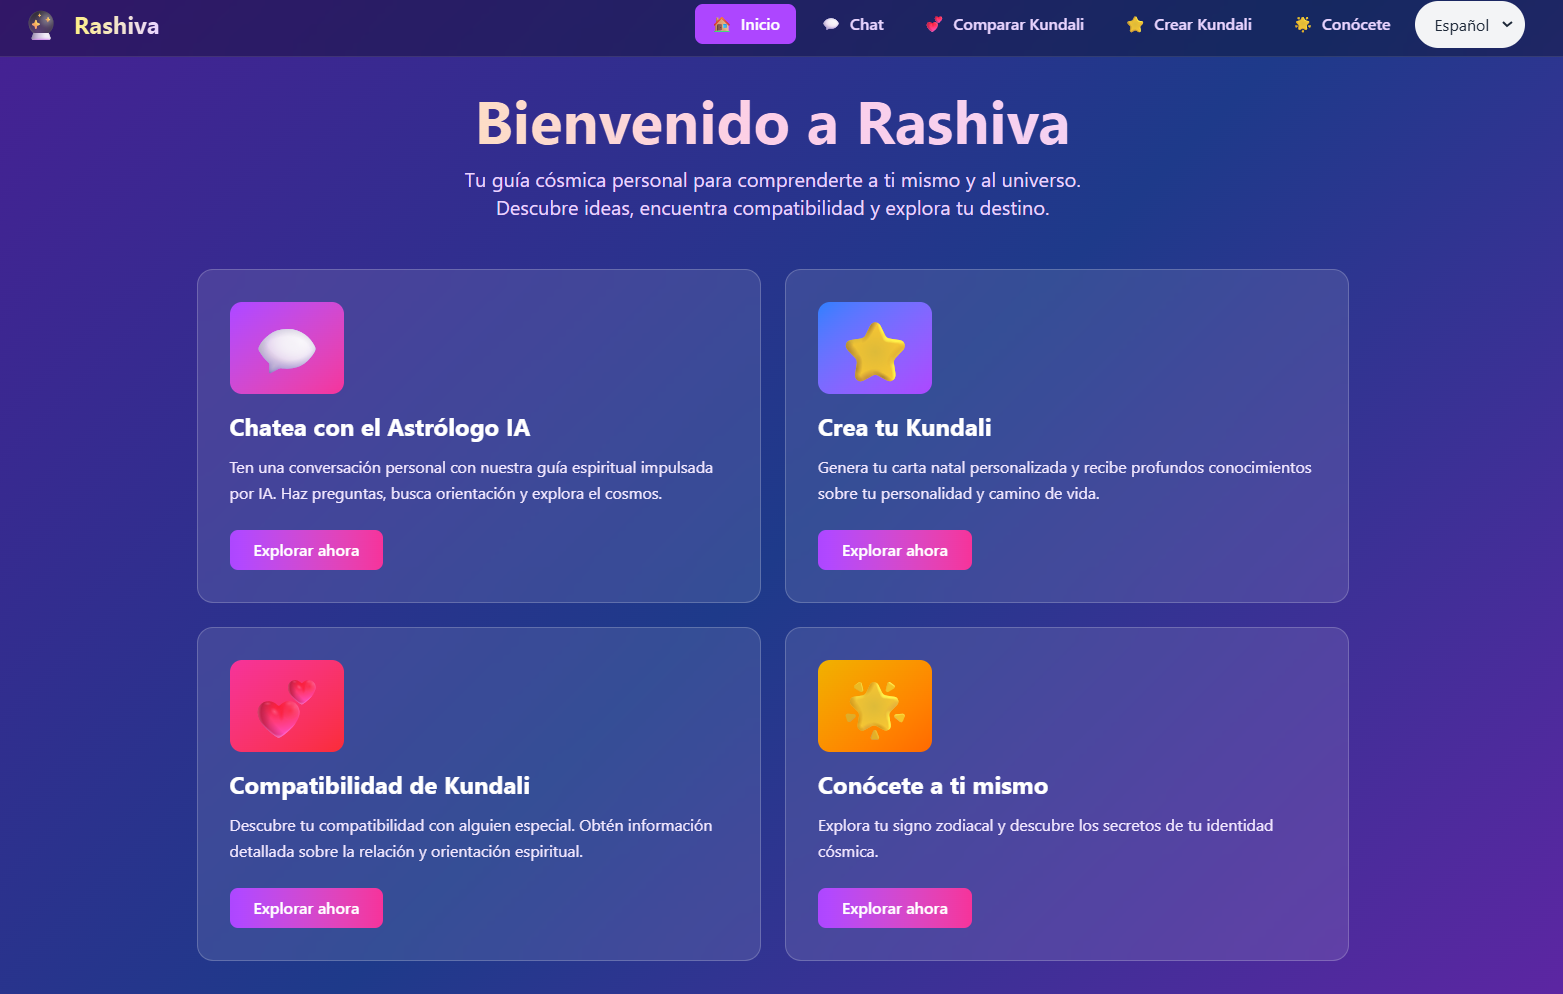 Rashiva
Inicio
Chat
Comparar Kundali
Crear Kundali
Conócete
Español
Bienvenido a Rashiva
Tu guía cósmica personal para comprenderte a ti mismo y al universo.
Descubre ideas, encuentra compatibilidad y explora tu destino.
Chatea con el Astrólogo IA
Ten una conversación personal con nuestra guía espiritual impulsada
por IA. Haz preguntas, busca orientación y explora el cosmos.
Explorar ahora
Crea tu Kundali
Genera tu carta natal personalizada y recibe profundos conocimientos
sobre tu personalidad y camino de vida.
Explorar ahora
Compatibilidad de Kundali
Descubre tu compatibilidad con alguien especial. Obtén información
detallada sobre la relación y orientación espiritual.
Explorar ahora
Conócete a ti mismo
Explora tu signo zodiacal y descubre los secretos de tu identidad
cósmica.
Explorar ahora